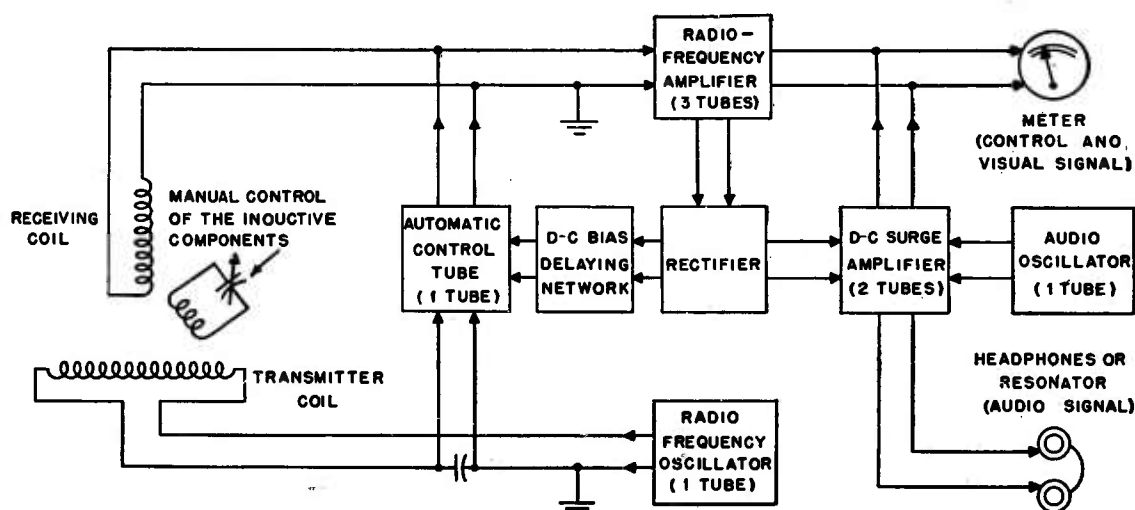 RADIO-
FREQUENCY
AMPLIFIER
(3 TUBES)
METER
(CONTROL ANO,
VISUAL SIGNAL)
RECEIVING
COIL
MANUAL CONTROL
OF THE INOUCTIVE
COMPONENTS
AUTOMATIC
CONTROL
TUBE
(1 TUBE)
D-C BIAS
DELAYING
NETWORK
RECTIFIER
D-C SURGE
AMPLIFIER
(2 TUBES)
AUDIO
OSCILLATOR
(1 TUBE)
TRANSMITTER
COIL
RADIO
FREQUENCY
OSCILLATOR
(1 TUBE)
HEADPHONES OR
RESONATOR
(AUDIO SIGNAL)